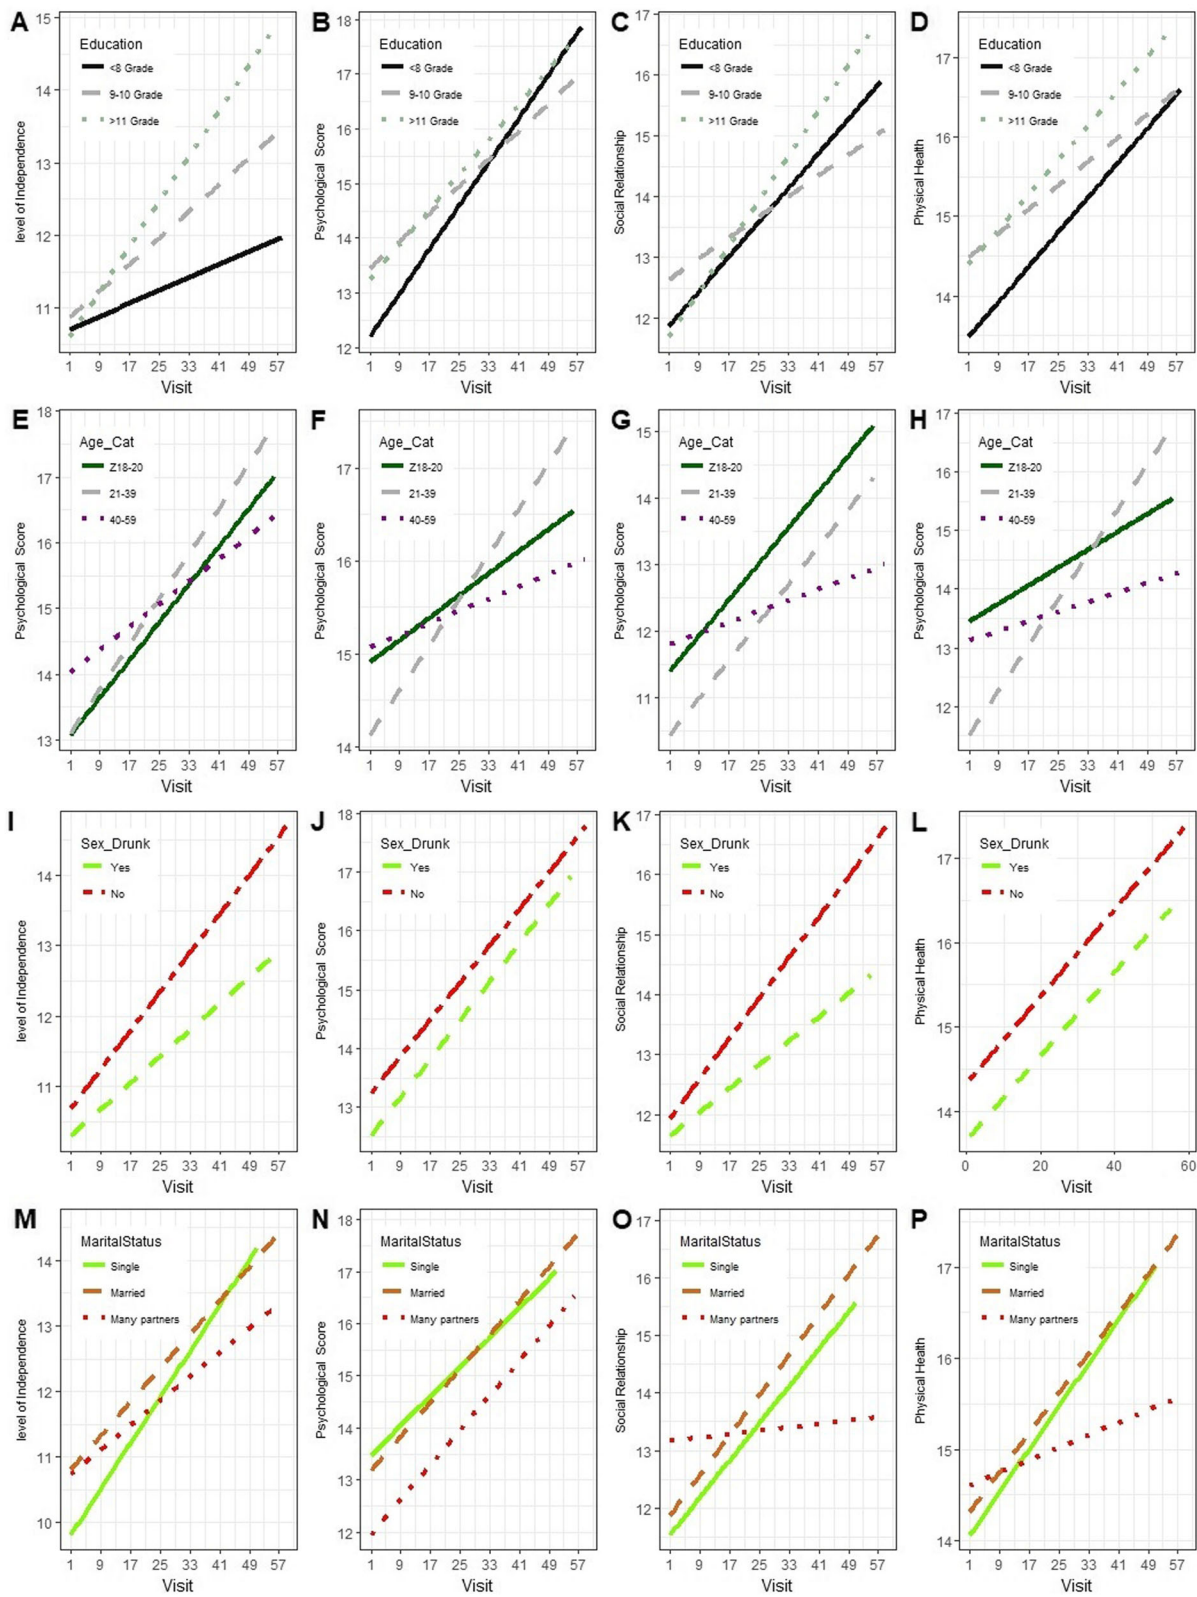 A
Education
<8 Grade
9-10 Grade
>11 Grade
level of Independence
15
14
13
12
11
1 9 17 25 33 41 49 57
Visit
B
Education
<8 Grade
9-10 Grade
>11 Grade
Psychological Score
18
17
16
15
14
13
12
1 9 17 25 33 41 49 57
Visit
C
Education
<8 Grade
9-10 Grade
>11 Grade
Social Relationship
17
16
15
14
13
12
1 9 17 25 33 41 49 57
Visit
D
Education
<8 Grade
9-10 Grade
>11 Grade
Physical Health
17
16
15
14
1 9 17 25 33 41 49 57
Visit
E
Age_Cat
Z18-20
21-39
40-59
Psychological Score
18
17
16
15
14
13
1 9 17 25 33 41 49 57
Visit
F
Age_Cat
Z18-20
21-39
40-59
Psychological Score
17
16
15
14
1 9 17 25 33 41 49 57
Visit
G
Age_Cat
Z18-20
21-39
40-59
Psychological Score
15
14
13
12
11
1 9 17 25 33 41 49 57
Visit
H
Age_Cat
Z18-20
21-39
40-59
Psychological Score
17
16
15
14
13
12
1 9 17 25 33 41 49 57
Visit
I
Sex_Drunk
Yes
No
level of Independence
14
13
12
11
1 9 17 25 33 41 49 57
Visit
J
Sex_Drunk
Yes
No
Psychological Score
18
17
16
15
14
13
1 9 17 25 33 41 49 57
Visit
K
Sex_Drunk
Yes
No
Social Relationship
17
16
15
14
13
12
1 9 17 25 33 41 49 57
Visit
L
Sex_Drunk
Yes
No
Physical Health
17
16
15
14
0 20 40 60
Visit
M
MaritalStatus
Single
Married
Many partners
level of Independence
14
13
12
11
10
1 9 17 25 33 41 49 57
Visit
N
MaritalStatus
Single
Married
Many partners
Psychological Score
18
17
16
15
14
13
12
1 9 17 25 33 41 49 57
Visit
O
MaritalStatus
Single
Married
Many partners
Social Relationship
17
16
15
14
13
12
1 9 17 25 33 41 49 57
Visit
P
MaritalStatus
Single
Married
Many partners
Physical Health
17
16
15
14
1 9 17 25 33 41 49 57
Visit